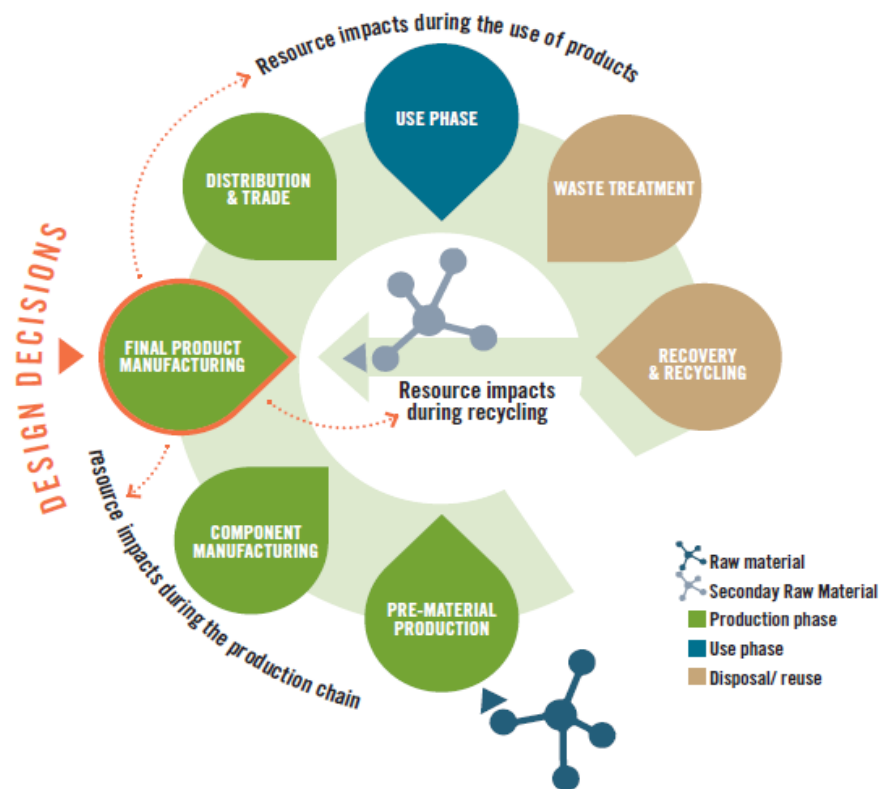 Resource impacts during the use of products
USE PHASE
DISTRIBUTION
& TRADE
WASTE TREATMENT
DESIGN DECISIONS
FINAL PRODUCT
MANUFACTURING
RECOVERY
& RECYCLING
Resource impacts
during recycling
resource impacts during the production chain
COMPONENT
MANUFACTURING
PRE-MATERIAL
PRODUCTION
Raw material
Seconday Raw Material
Production phase
Use phase
Disposal/ reuse